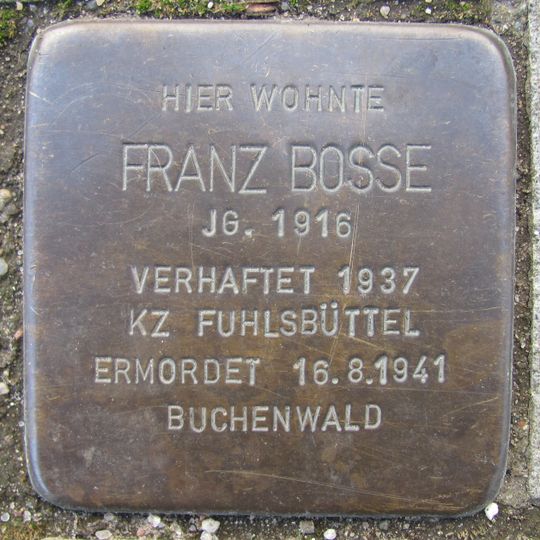 HIER WOHNTE
FRANZ BOSSE
JG. 1916
VERHAFTET 1937
KZ FUHLSBÜTTEL
ERMORDET 16.8.1941
BUCHENWALD